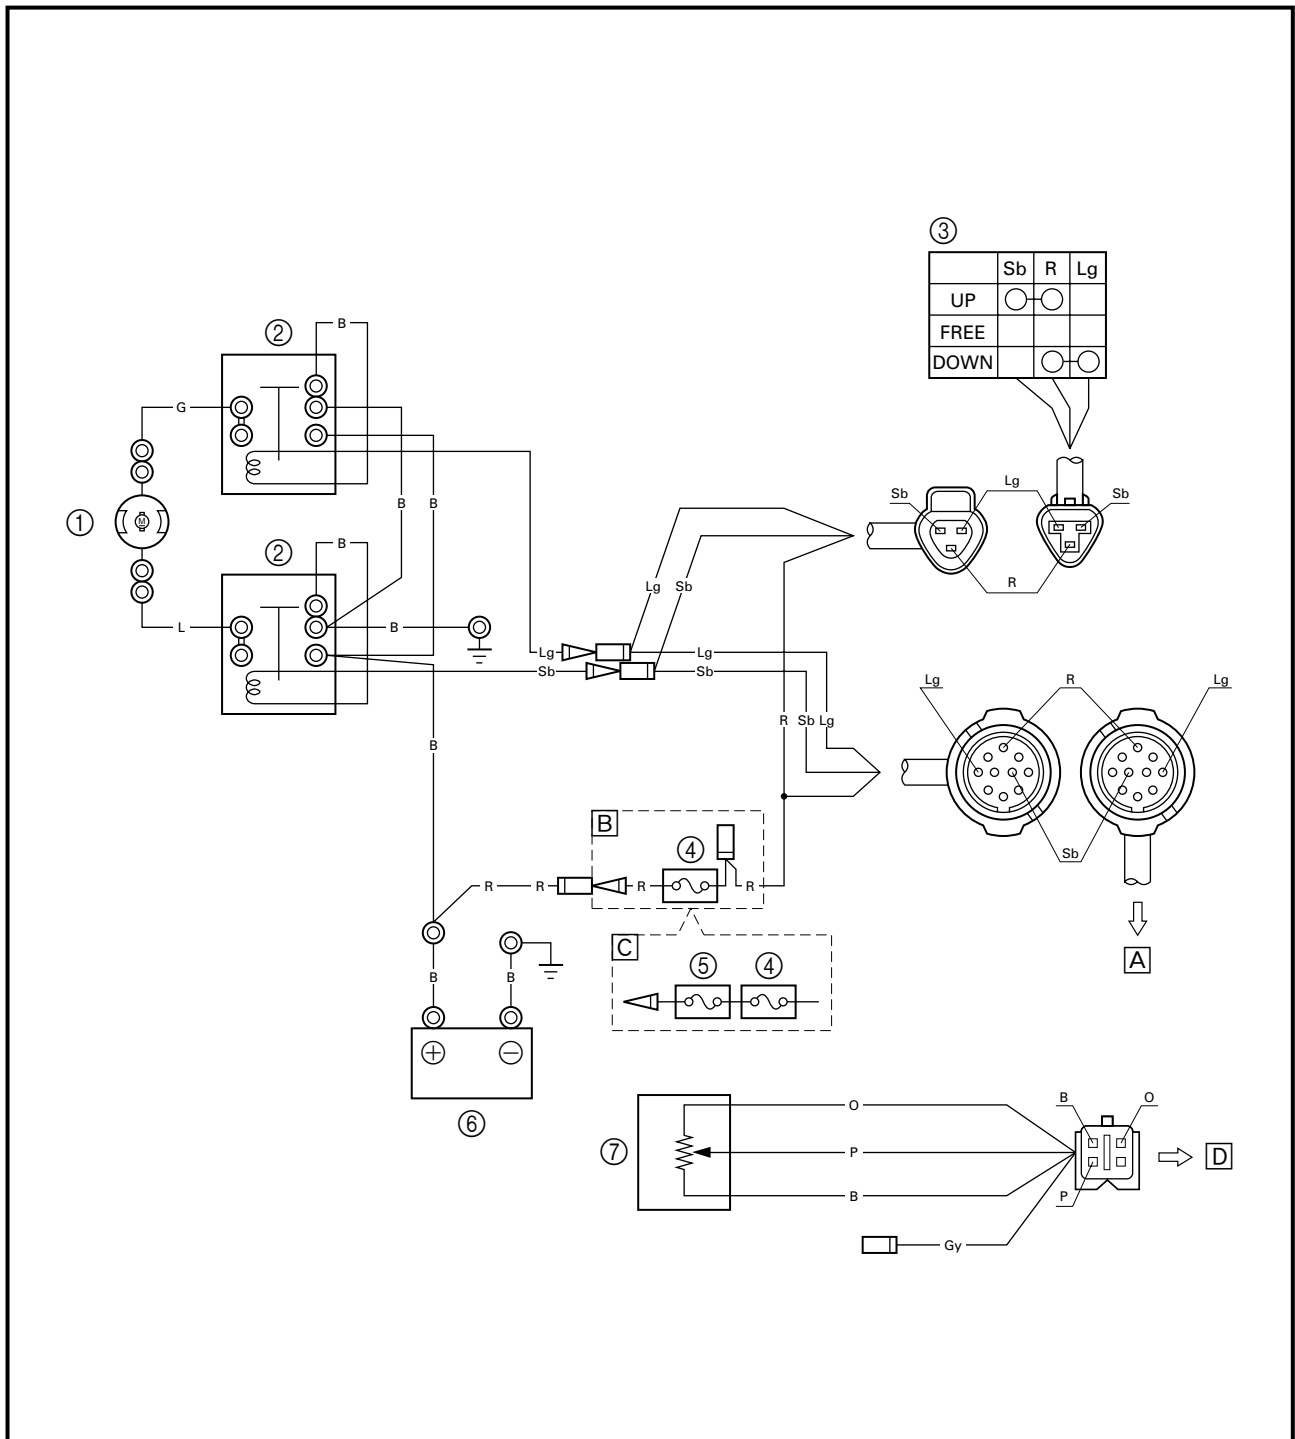 ③
Sb R Lg
UP
FREE
DOWN
② B
G
B B
Lg
Sb Sb
① M
② B
R
Lg Sb
L B
Lg Lg
Sb Sb
Lg R Lg
R Sb Lg
B
B
④
Sb
R R R R
C
A
⑤ ④
B B
+ −
⑥
B O
O
⑦ P D
B P
Gy